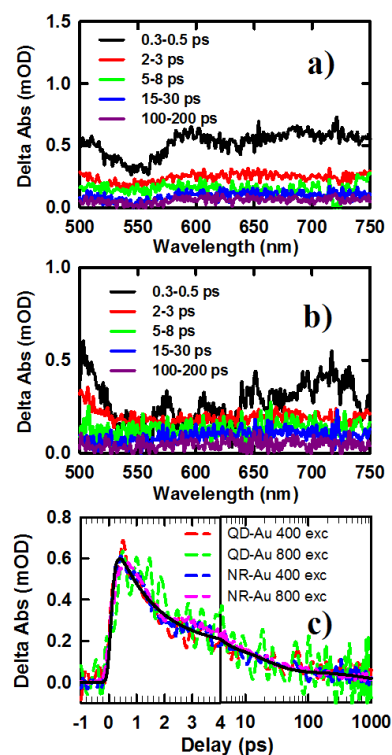 1.5
1.0
0.5
0.0
Delta Abs (mOD)
0.3-0.5 ps
2-3 ps
5-8 ps
15-30 ps
100-200 ps
a)
500 550 600 650 700 750
Wavelength (nm)
1.0
0.5
0.0
Delta Abs (mOD)
0.3-0.5 ps
2-3 ps
5-8 ps
15-30 ps
100-200 ps
b)
500 550 600 650 700 750
Wavelength (nm)
0.8
0.6
0.4
0.2
0.0
Delta Abs (mOD)
QD-Au 400 exc
QD-Au 800 exc
NR-Au 400 exc
NR-Au 800 exc
c)
-1 0 1 2 3 4 10 100 1000
Delay (ps)